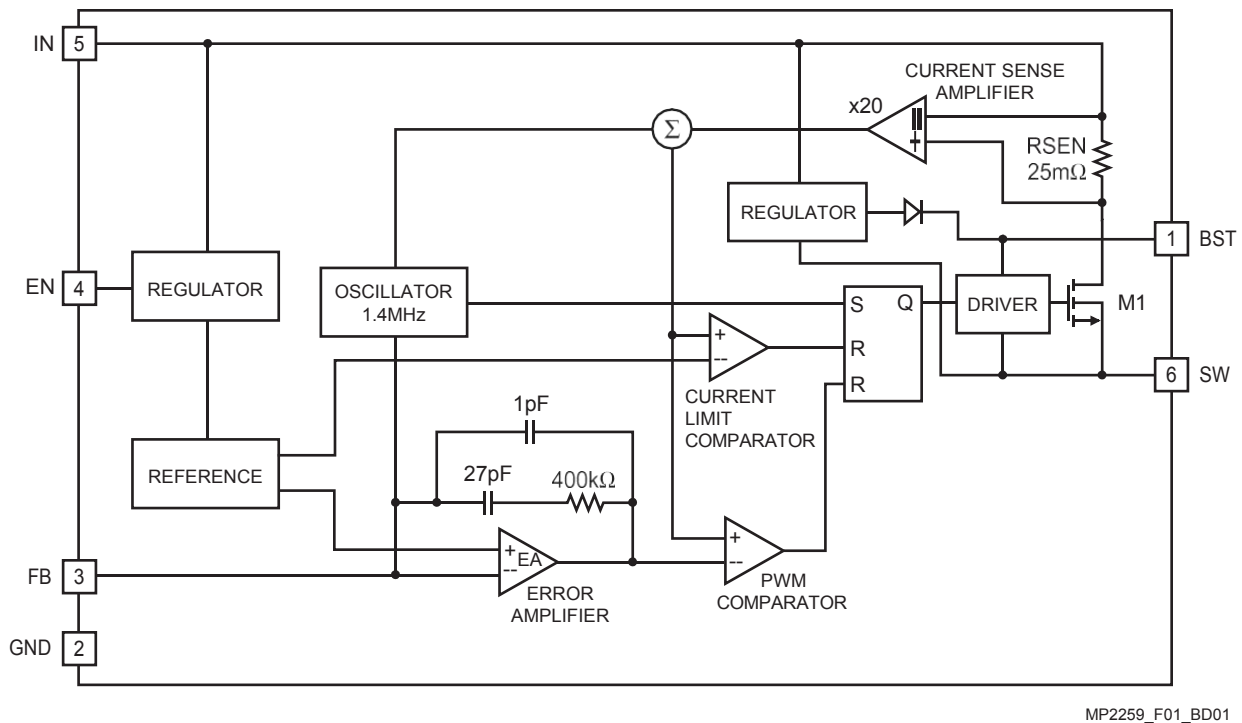 IN 5
CURRENT SENSE
AMPLIFIER
x20
Σ
RSEN
25mΩ
REGULATOR
1 BST
EN 4
REGULATOR
OSCILLATOR
1.4MHz
S
Q
DRIVER
M1
+
--
R
R
6 SW
CURRENT
LIMIT
COMPARATOR
1pF
27pF
400kΩ
REFERENCE
+
--
EA
ERROR
AMPLIFIER
+
--
PWM
COMPARATOR
FB 3
GND 2
MP2259_F01_BD01